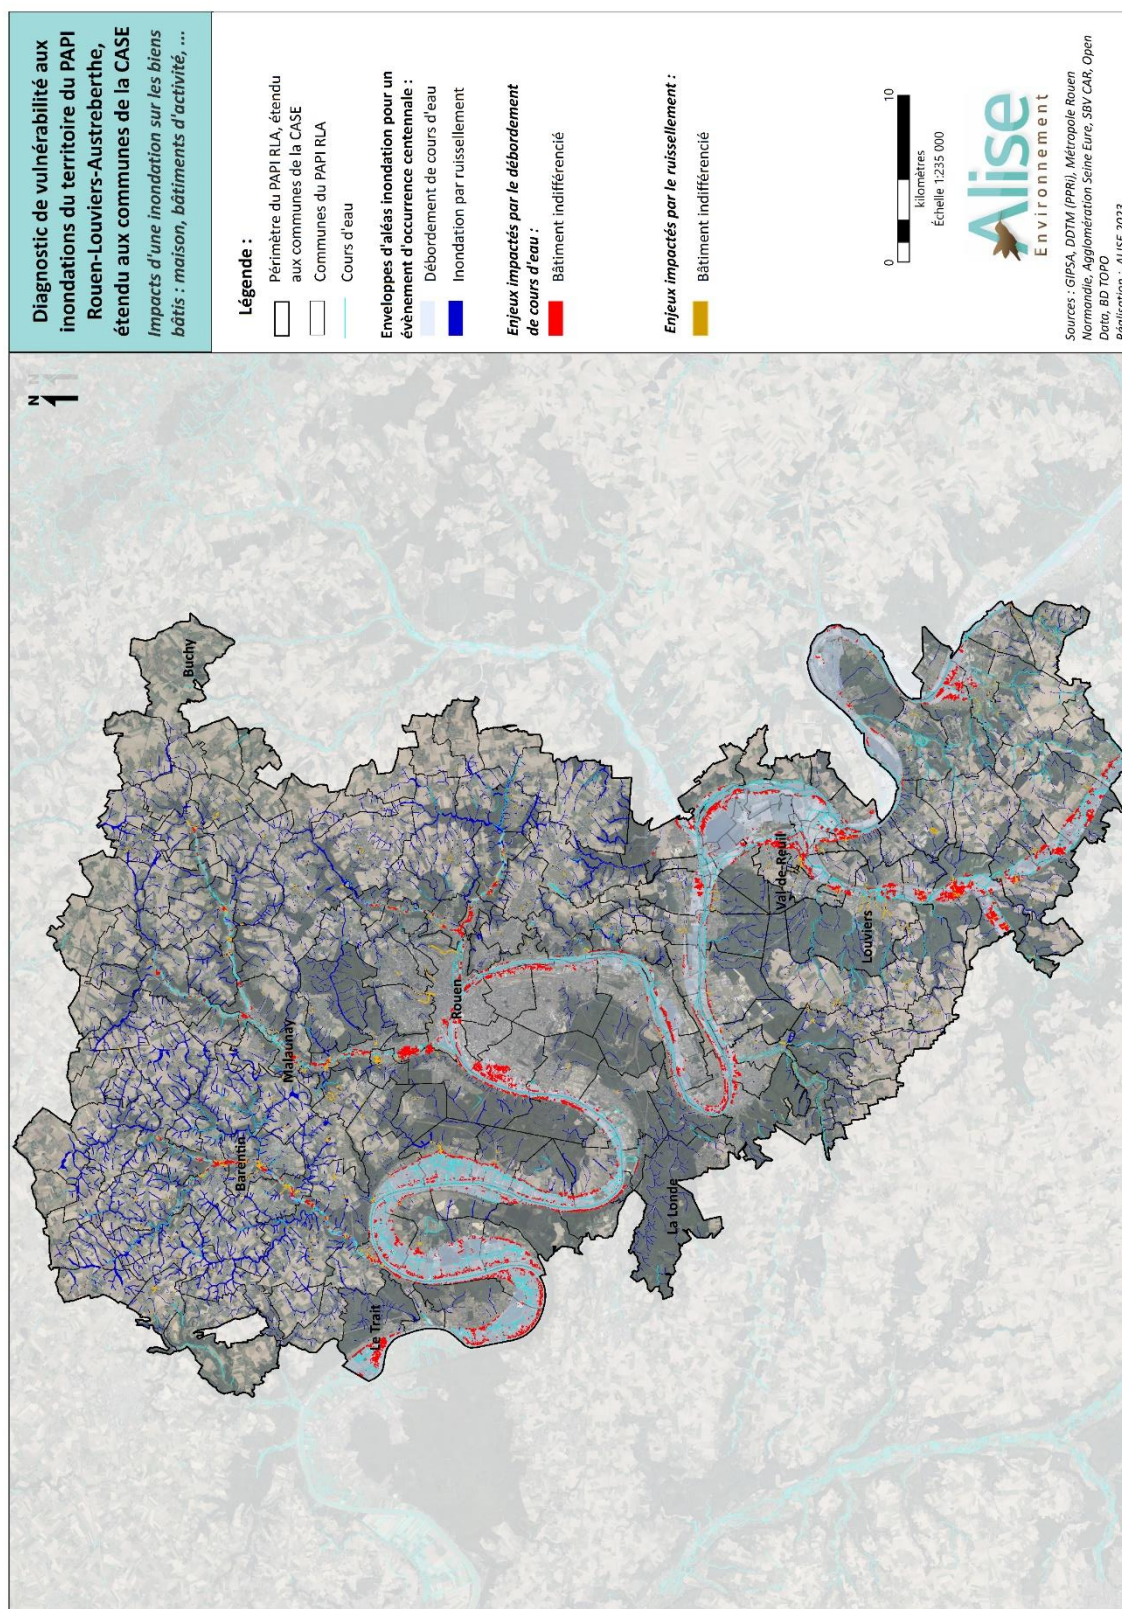 Diagnostic de vulnérabilité aux
inondations du territoire du PAPI
Rouen-Louviers-Austreberthe,
étendu aux communes de la CASE
Impacts d'une inondation sur les biens
bâtis : maison, bâtiments d'activité, ...
Légende :
Périmètre du PAPI RLA, étendu
aux communes de la CASE
Communes du PAPI RLA
Cours d'eau
Enveloppes d'aléas inondation pour un
évènement d'occurrence centennale :
Débordement de cours d'eau
Inondation par ruissellement
Enjeux impactés par le débordement
de cours d'eau :
Bâtiment indifférencié
Enjeux impactés par le ruissellement :
Bâtiment indifférencié
0 10
kilomètres
Échelle 1:235 000
Alise
Environnement
Sources : GIPSA, DDTM (PPRi), Métropole Rouen
Normandie, Agglomération Seine Eure, SBV CAR, Open
Data, BD TOPO
Réalisation : ALISE 2023
N N
Buchy
Malaunay
Barentin
Rouen
Le Trait
La Londe
Val-de-Reuil
Louviers